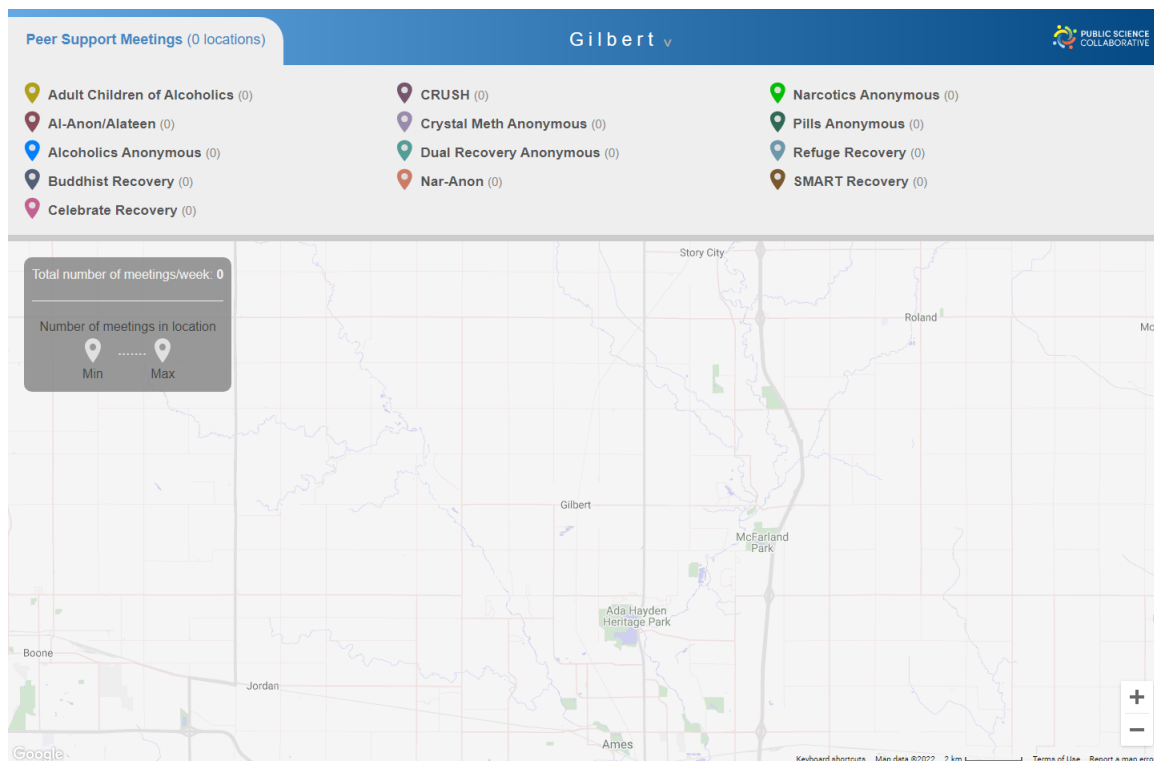 Peer Support Meetings (0 locations)
Gilbert v
PUBLIC SCIENCE
COLLABORATIVE
Adult Children of Alcoholics (0)
Al-Anon/Alateen (0)
Alcoholics Anonymous (0)
Buddhist Recovery (0)
Celebrate Recovery (0)
CRUSH (0)
Crystal Meth Anonymous (0)
Dual Recovery Anonymous (0)
Nar-Anon (0)
Narcotics Anonymous (0)
Pills Anonymous (0)
Refuge Recovery (0)
SMART Recovery (0)
Total number of meetings/week: 0
Number of meetings in location
Min ....... Max
Story City
Roland
Mc
Gilbert
McFarland
Park
Ada Hayden
Heritage Park
Boone
Jordan
Ames
+
−
Google
Keyboard shortcuts Map data ©2022 2 km Terms of Use Report a map error